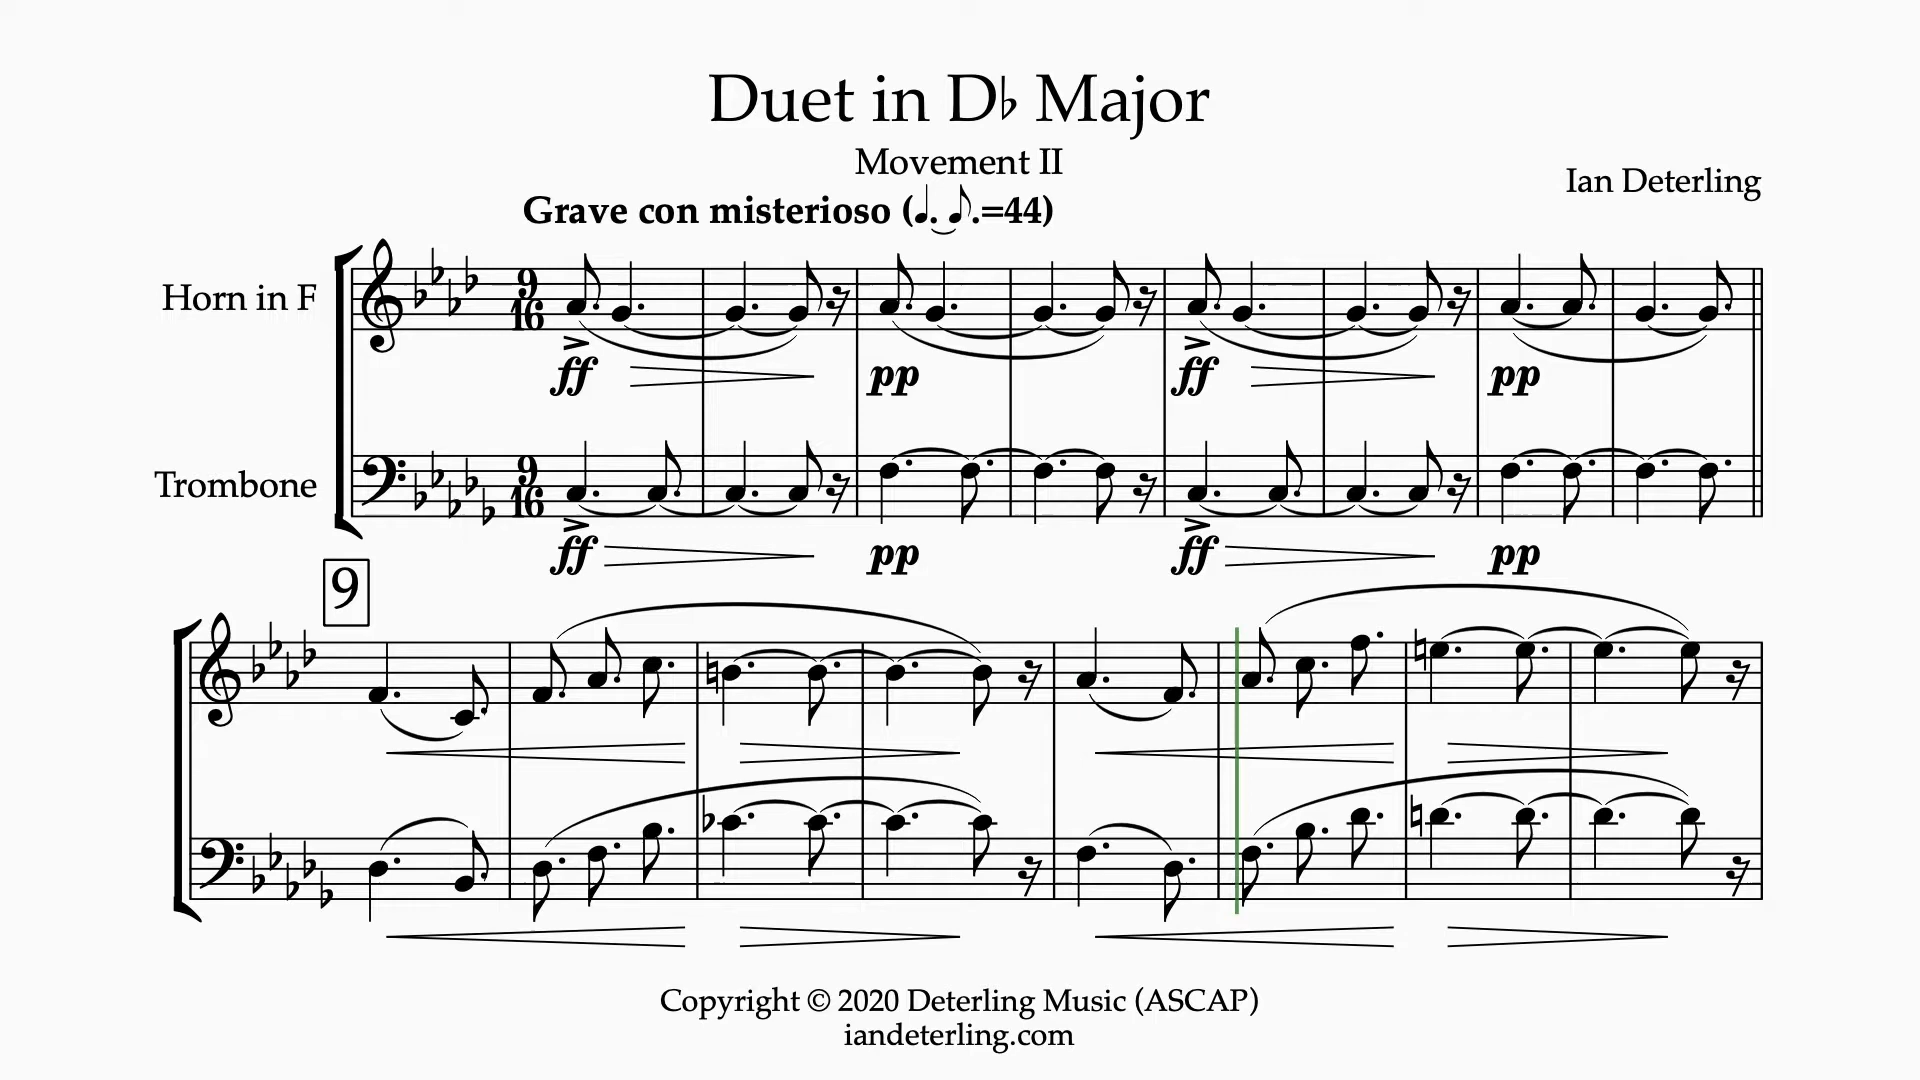 Duet in D♭ Major
Movement II
Ian Deterling
Grave con misterioso (♩. ♪.=44)
Horn in F
9
16
ff
pp
ff
pp
Trombone
9
16
ff
pp
ff
pp
9
Copyright © 2020 Deterling Music (ASCAP)
iandeterling.com